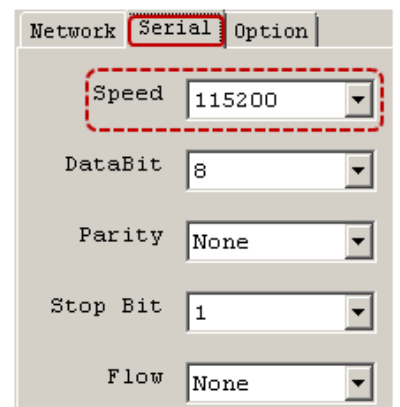 Network Serial Option
Speed 115200
DataBit 8
Parity None
Stop Bit 1
Flow None